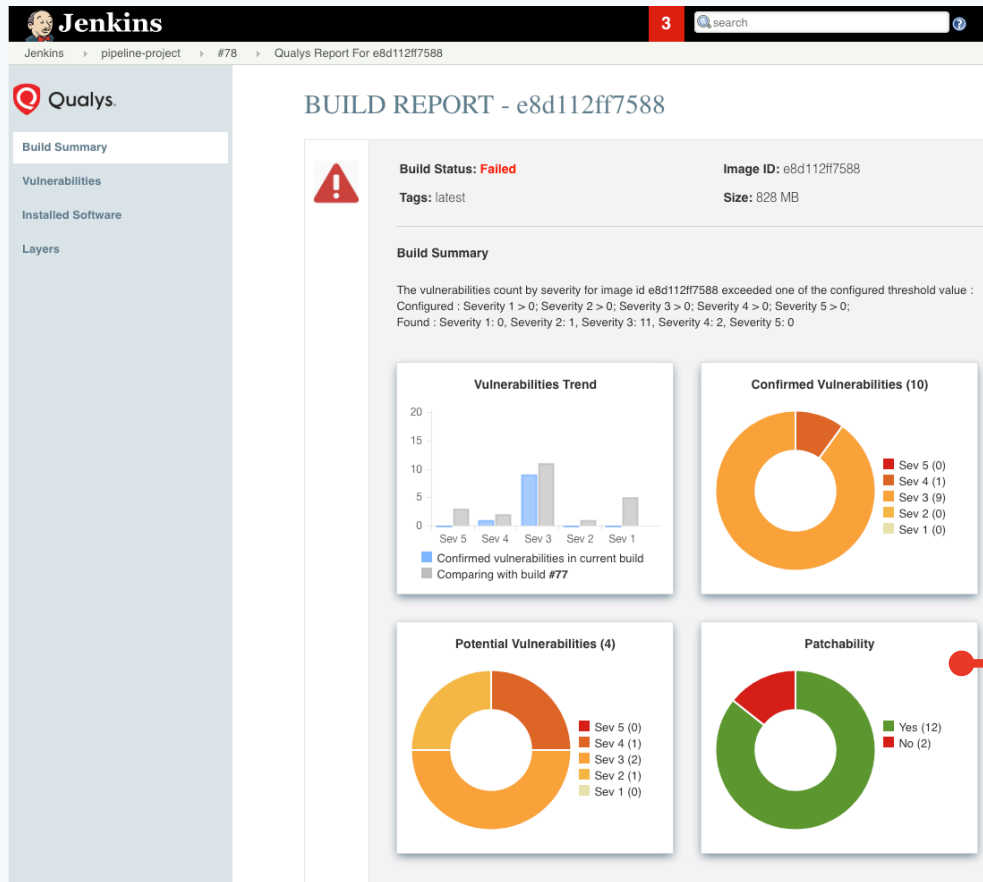 Jenkins
3
search
?
Jenkins pipeline-project #78 Qualys Report For e8d112ff7588
Qualys.
Build Summary
Vulnerabilities
Installed Software
Layers
BUILD REPORT - e8d112ff7588
Build Status: Failed
Image ID: e8d112ff7588
Tags: latest
Size: 828 MB
Build Summary
The vulnerabilities count by severity for image id e8d112ff7588 exceeded one of the configured threshold value :
Configured : Severity 1 > 0; Severity 2 > 0; Severity 3 > 0; Severity 4 > 0; Severity 5 > 0;
Found : Severity 1: 0, Severity 2: 1, Severity 3: 11, Severity 4: 2, Severity 5: 0
Vulnerabilities Trend
20
15
10
5
0
Sev 5 Sev 4 Sev 3 Sev 2 Sev 1
Confirmed vulnerabilities in current build
Comparing with build #77
Confirmed Vulnerabilities (10)
Sev 5 (0)
Sev 4 (1)
Sev 3 (9)
Sev 2 (0)
Sev 1 (0)
Potential Vulnerabilities (4)
Sev 5 (0)
Sev 4 (1)
Sev 3 (2)
Sev 2 (1)
Sev 1 (0)
Patchability
Yes (12)
No (2)